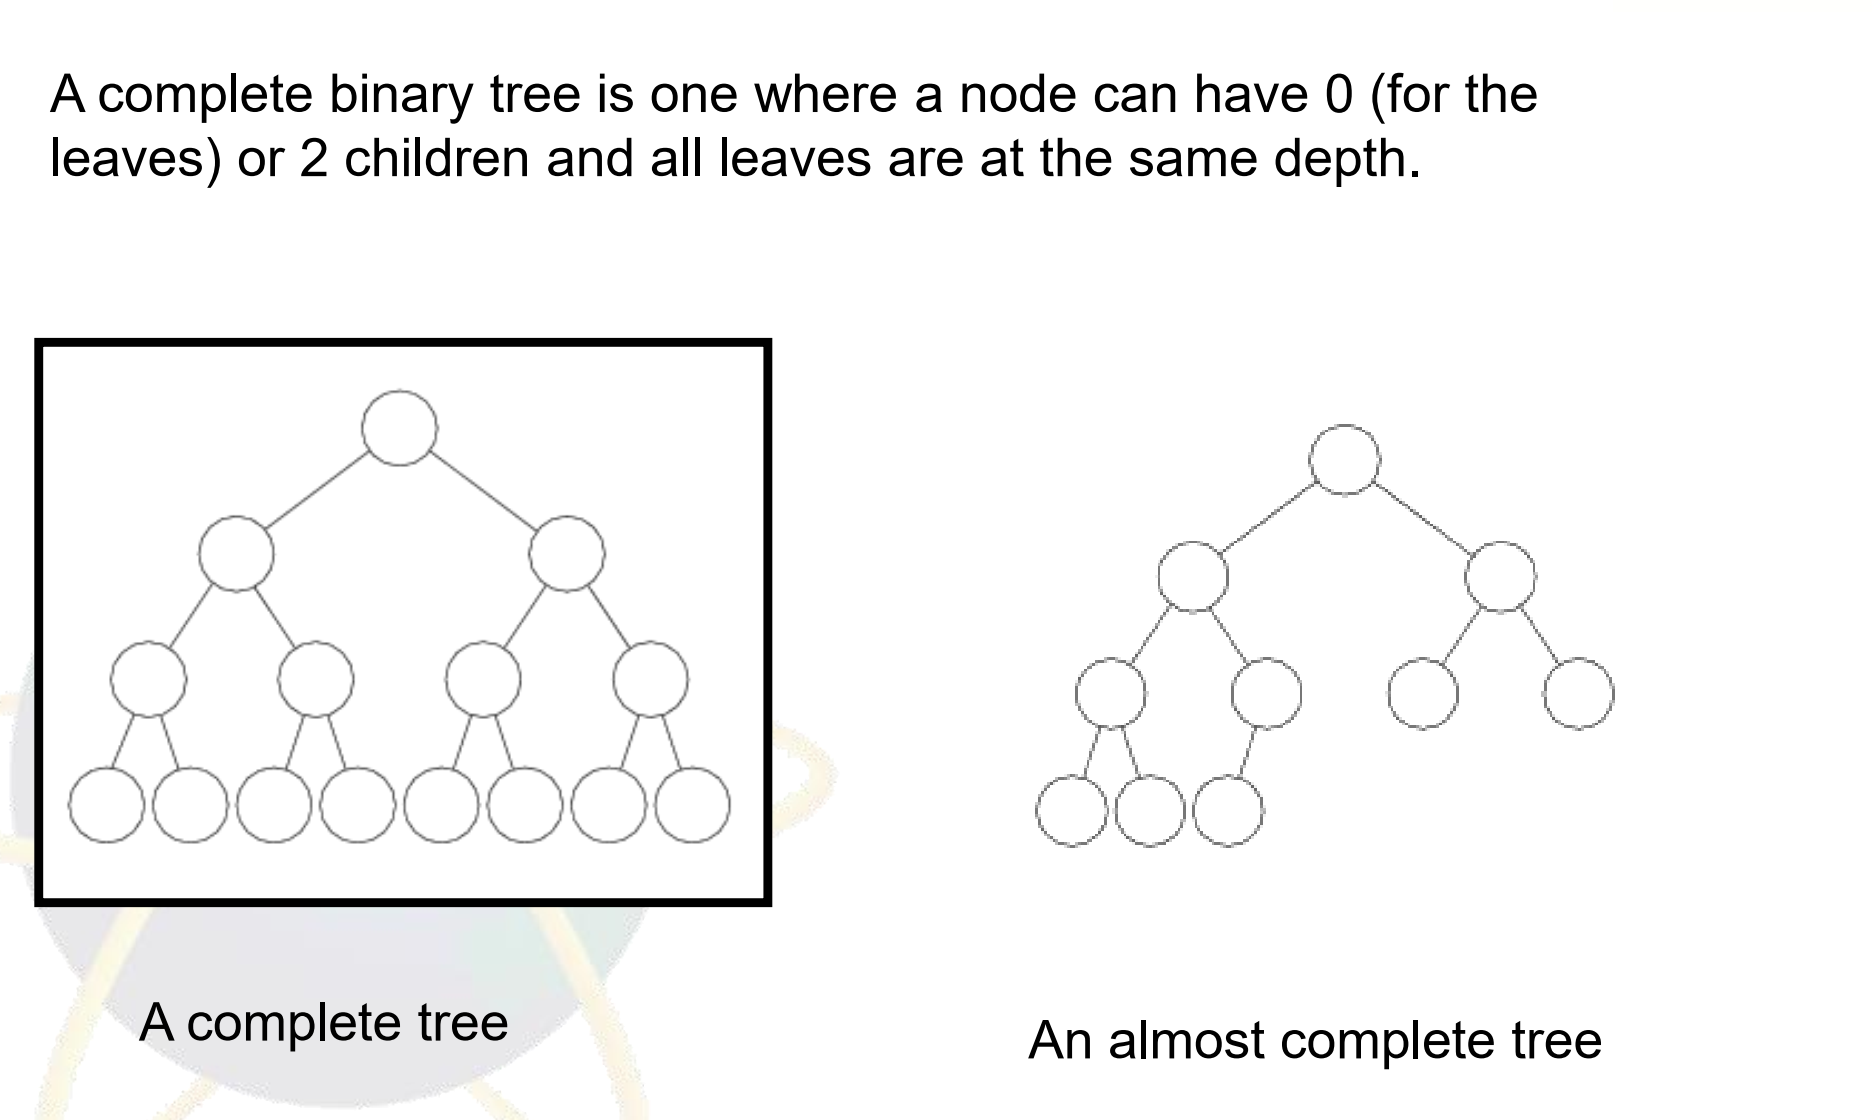 A complete binary tree is one where a node can have 0 (for the
leaves) or 2 children and all leaves are at the same depth.
A complete tree
An almost complete tree